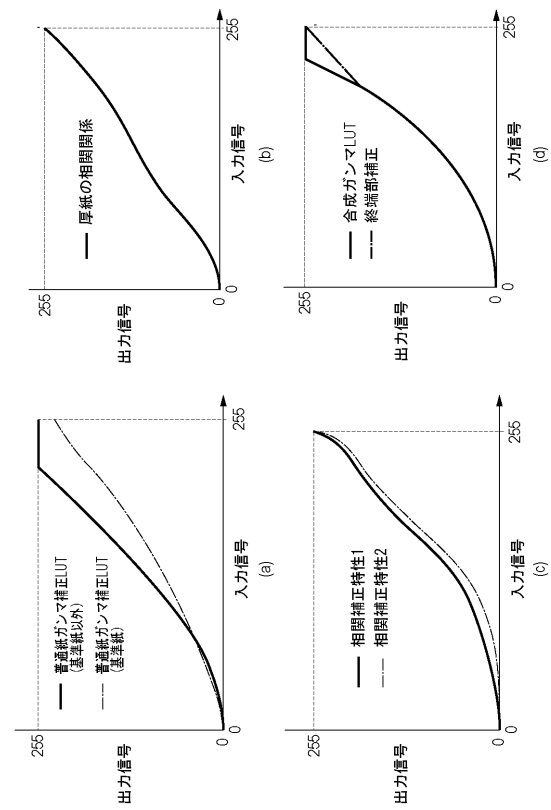 255
出力信号
0
普通紙ガンマ補正LUT
(基準紙以外)
普通紙ガンマ補正LUT
(基準紙)
255
入力信号
(a)
255
出力信号
0
厚紙の相関関係
0
255
入力信号
(b)
255
出力信号
0
相関補正特性1
相関補正特性2
0
255
入力信号
(c)
255
出力信号
0
合成ガンマLUT
終端部補正
0
255
入力信号
(d)
0